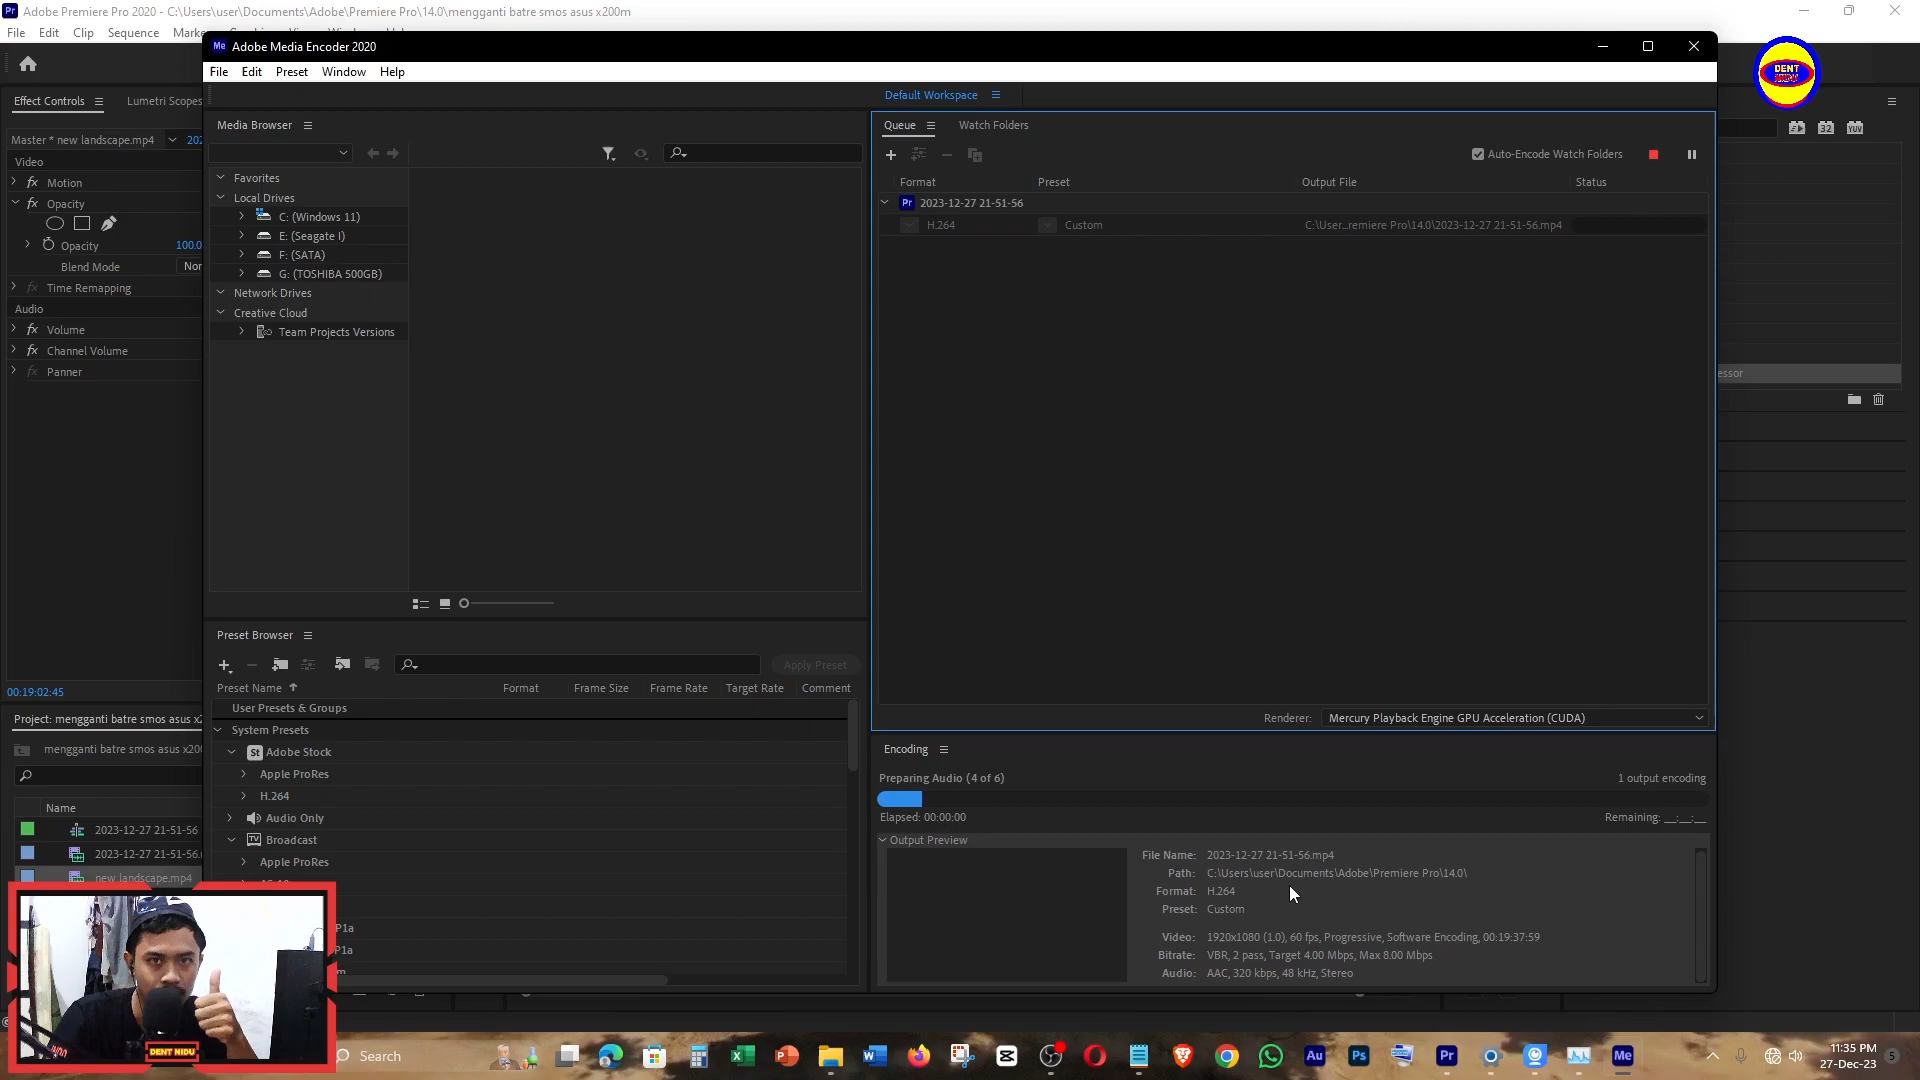 Adobe Premiere Pro 2020 - C:\Users\user\Documents\Adobe\Premiere Pro\14.0\mengganti batre smos asus x200m
File Edit Clip Sequence
Adobe Media Encoder 2020
File Edit Preset Window Help
DENT
Default Workspace
Effect Controls
Lumetri Scopes
Media Browser
Queue
Watch Folders
Master * new landscape.mp4
Auto-Encode Watch Folders
Video
Format Preset Output File Status
Motion
Favorites
Opacity
Local Drives
2023-12-27 21-51-56
C: (Windows 11)
H.264
Custom
C:\User...remiere Pro\14.0\2023-12-27 21-51-56.mp4
E: (Seagate I)
Opacity
100.0
F: (SATA)
Blend Mode
G: (TOSHIBA 500GB)
Time Remapping
Network Drives
Audio
Creative Cloud
Volume
Team Projects Versions
Channel Volume
Panner
Preset Browser
Apply Preset
00:19:02:45
Preset Name Format Frame Size Frame Rate Target Rate Comment
User Presets & Groups
Project: mengganti batre smos asus x2
Renderer: Mercury Playback Engine GPU Acceleration (CUDA)
System Presets
mengganti batre smos asus x200
Encoding
Adobe Stock
Apple ProRes
Preparing Audio (4 of 6)
1 output encoding
H.264
Name
Audio Only
Elapsed: 00:00:00
Remaining: __:__:__
2023-12-27 21-51-56
Broadcast
Output Preview
2023-12-27 21-51-56.
Apple ProRes
File Name: 2023-12-27 21-51-56.mp4
new landscape.mp4
Path: C:\Users\user\Documents\Adobe\Premiere Pro\14.0\
Format: H.264
Preset: Custom
P1a
Video: 1920x1080 (1.0), 60 fps, Progressive, Software Encoding, 00:19:37:59
P1a
Bitrate: VBR, 2 pass, Target 4.00 Mbps, Max 8.00 Mbps
Audio: AAC, 320 kbps, 48 kHz, Stereo
DENT NIDU
Search
11:35 PM
27-Dec-23